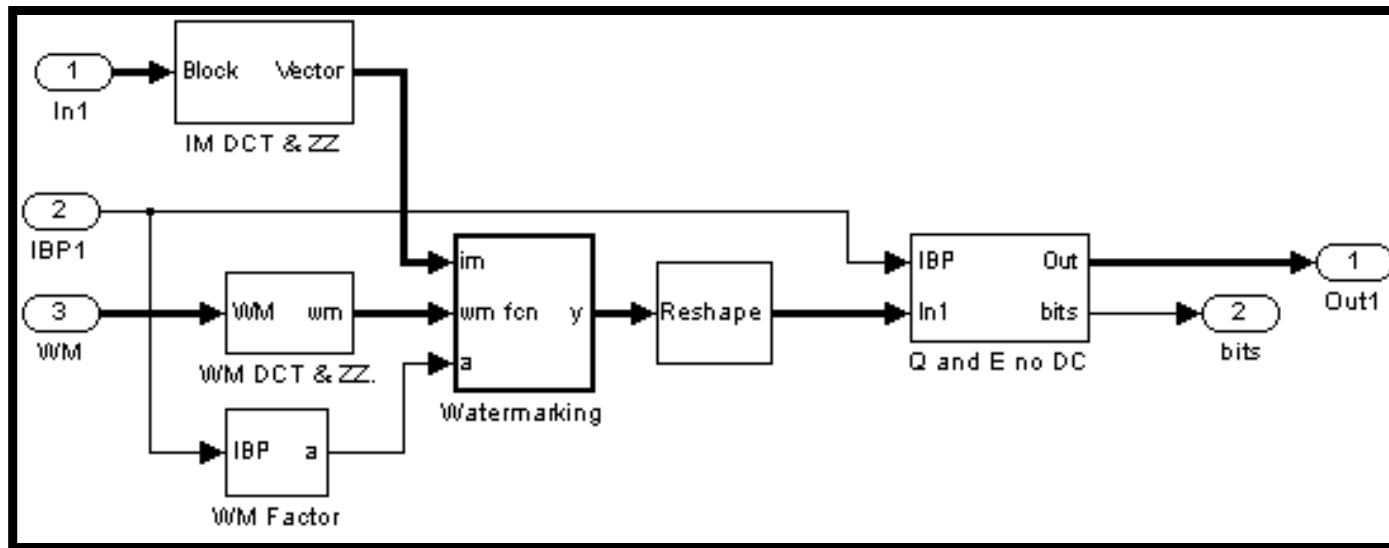 1
In1
Block Vector
IM DCT & ZZ
2
IBP1
3
WM
WM wm
WM DCT & ZZ.
IBP a
WM Factor
im
wm fcn y
a
Watermarking
Reshape
IBP Out
In1 bits
Q and E no DC
1
Out1
2
bits